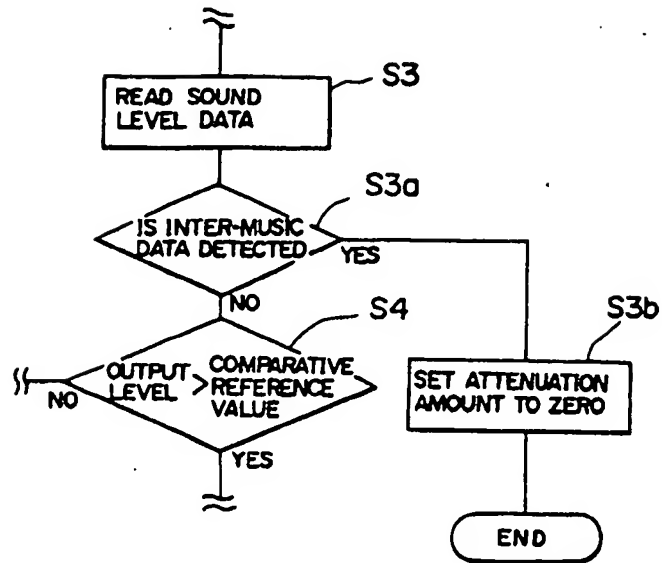 S3
READ SOUND
LEVEL DATA
S3a
IS INTER-MUSIC
DATA DETECTED
YES
NO
S4
S3b
OUTPUT
LEVEL
>
COMPARATIVE
REFERENCE
VALUE
NO
YES
SET ATTENUATION
AMOUNT TO ZERO
END